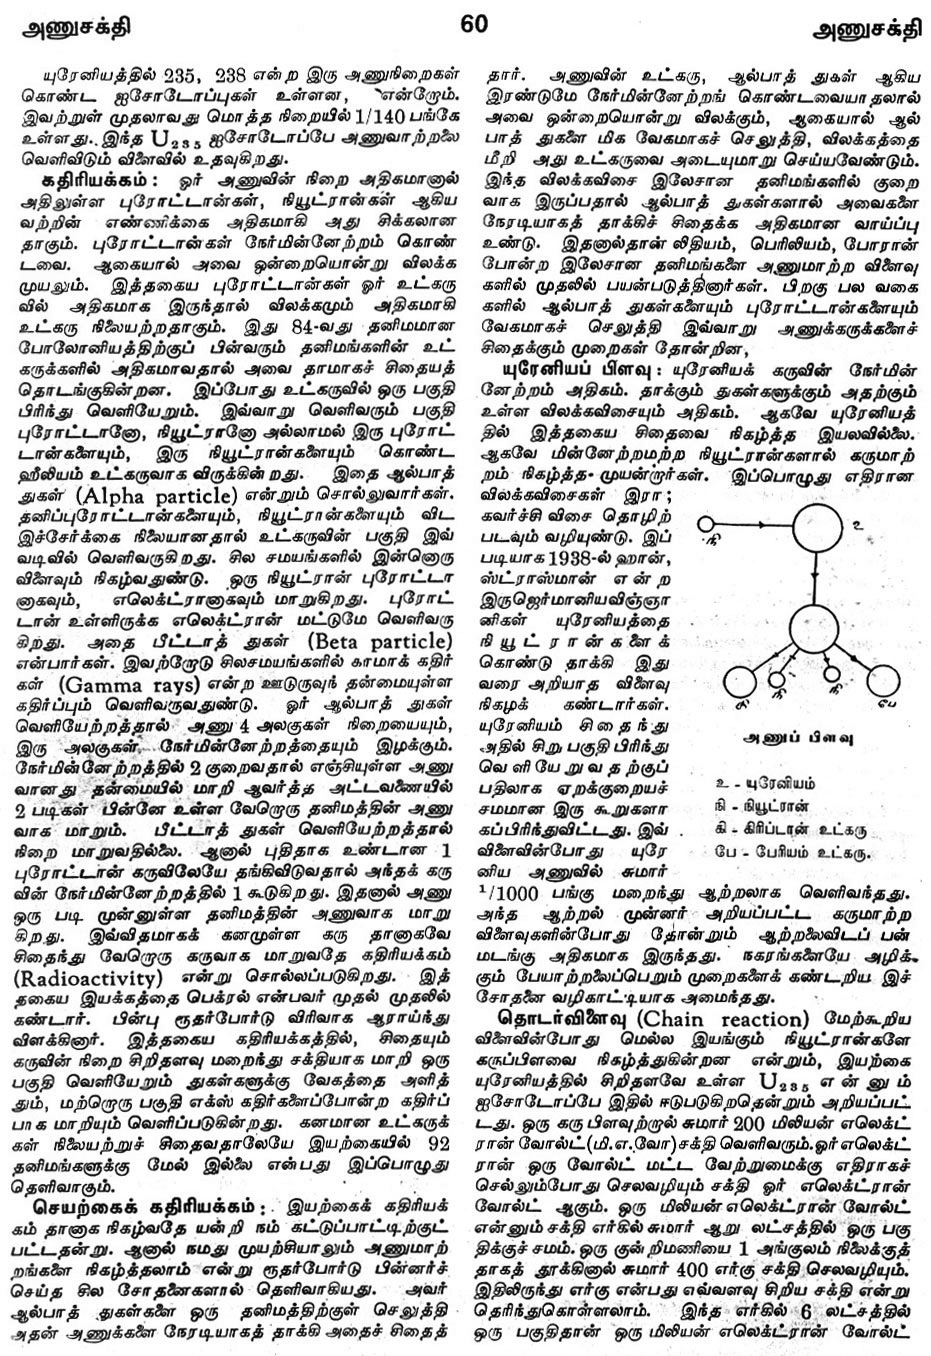 அணுசக்தி
60
அணுசக்தி
யுரேனியத்தில் 235, 238 என்ற இரு அணுநிறைகள்
கொண்ட ஐசோடோப்புகள் உள்ளன, என்றோம்.
இவற்றுள் முதலாவது மொத்த நிறையில் 1/140 பங்கே
உள்ளது. இந்த U₂₃₅ ஐசோடோப்பே அணுவாற்றலை
வெளிவிடும் விளைவில் உதவுகிறது.
கதிரியக்கம் : ஓர் அணுவின் நிறை அதிகமானால்
அதிலுள்ள புரோட்டான்கள், நியூட்ரான்கள் ஆகிய
வற்றின் எண்ணிக்கை அதிகமாகி அது சிக்கலான
தாகும். புரோட்டான்கள் நேர்மின்னேற்றம் கொண்
டவை. ஆகையால் அவை ஒன்றையொன்று விலக்க
முயலும். இத்தகைய புரோட்டான்கள் ஓர் உட்கரு
வில் அதிகமாக இருந்தால் விலக்கமும் அதிகமாகி
உட்கரு நிலையற்றதாகும். இது 84-வது தனிமமான
போலோனியத்திற்குப் பின்வரும் தனிமங்களின் உட்
கருக்களில் அதிகமாவதால் அவை தாமாகச் சிதையத்
தொடங்குகின்றன. இப்போது உட்கருவில் ஒரு பகுதி
பிரிந்து வெளியேறும். இவ்வாறு வெளிவரும் பகுதி
புரோட்டானோ, நியூட்ரானோ அல்லாமல் இரு புரோட்
டான்களையும், இரு நியூட்ரான்களையும் கொண்ட
ஹீலியம் உட்கருவாக விருக்கின்றது. இதை ஆல்பாத்
துகள் (Alpha particle) என்றும் சொல்லுவார்கள்.
தனிப்புரோட்டான்களையும், நியூட்ரான்களையும் விட
இச்சேர்க்கை நிலையானதால் உட்கருவின் பகுதி இவ்
வடிவில் வெளிவருகிறது. சில சமயங்களில் இன்னொரு
விளைவும் நிகழ்வதுண்டு. ஒரு நியூட்ரான் புரோட்டா
னாகவும், எலெக்ட்ரானாகவும் மாறுகிறது. புரோட்
டான் உள்ளிருக்க எலெக்ட்ரான் மட்டுமே வெளிவரு
கிறது. அதை பீட்டாத் துகள் (Beta particle)
என்பார்கள். இவற்றோடு சிலசமயங்களில் காமாக் கதிர்
கள் (Gamma rays) என்ற ஊடுருவுந் தன்மையுள்ள
கதிர்ப்பும் வெளிவருவதுண்டு. ஓர் ஆல்பாத் துகள்
வெளியேற்றத்தால் அணு 4 அலகுகள் நிறையையும்,
இரு அலகுகள் நேர்மின்னேற்றத்தையும் இழக்கும்.
நேர்மின்னேற்றத்தில் 2 குறைவதால் எஞ்சியுள்ள அணு
வானது தன்மையில் மாறி ஆவர்த்த அட்டவணையில்
2 படிகள் பின்னே உள்ள வேறொரு தனிமத்தின் அணு
வாக மாறும். பீட்டாத் துகள் வெளியேற்றத்தால்
நிறை மாறுவதில்லை. ஆனால் புதிதாக உண்டான 1
புரோட்டான் கருவிலேயே தங்கிவிடுவதால் அந்தக் கரு
வின் நேர்மின்னேற்றத்தில் 1 கூடுகிறது. இதனால் அணு
ஒரு படி முன்னுள்ள தனிமத்தின் அணுவாக மாறு
கிறது. இவ்விதமாகக் கனமுள்ள கரு தானாகவே
சிதைந்து வேறொரு கருவாக மாறுவதே கதிரியக்கம்
(Radioactivity) என்று சொல்லப்படுகிறது. இத்
தகைய இயக்கத்தை பெக்ரல் என்பவர் முதல் முதலில்
கண்டார். பின்பு ரூதர்போர்டு விரிவாக ஆராய்ந்து
விளக்கினார். இத்தகைய கதிரியக்கத்தில், சிதையும்
கருவின் நிறை சிறிதளவு மறைந்து சக்தியாக மாறி ஒரு
பகுதி வெளியேறும் துகள்களுக்கு வேகத்தை அளித்
தும், மற்றொரு பகுதி எக்ஸ் கதிர்களைப்போன்ற கதிர்ப்
பாக மாறியும் வெளிப்படுகின்றது. கனமான உட்கருக்
கள் நிலையற்றுச் சிதைவதாலேயே இயற்கையில் 92
தனிமங்களுக்கு மேல் இல்லை என்பது இப்பொழுது
தெளிவாகும்.
செயற்கைக் கதிரியக்கம் : இயற்கைக் கதிரியக்
கம் தானாக நிகழ்வதே யன்றி நம் கட்டுப்பாட்டிற்குட்
பட்டதன்று. ஆனால் நமது முயற்சியாலும் அணுமாற்
றங்களை நிகழ்த்தலாம் என்று ரூதர்போர்டு பின்னர்ச்
செய்த சில சோதனைகளால் தெளிவாகியது. அவர்
ஆல்பாத் துகள்களை ஒரு தனிமத்திற்குள் செலுத்தி
அதன் அணுக்களை நேரடியாகத் தாக்கி அதைச் சிதைத்
தார். அணுவின் உட்கரு, ஆல்பாத் துகள் ஆகிய
இரண்டுமே நேர்மின்னேற்றங் கொண்டவையாதலால்
அவை ஒன்றையொன்று விலக்கும், ஆகையால் ஆல்
பாத் துகளை மிக வேகமாகச் செலுத்தி, விலக்கத்தை
மீறி அது உட்கருவை அடையுமாறு செய்யவேண்டும்.
இந்த விலக்கவிசை இலேசான தனிமங்களில் குறை
வாக இருப்பதால் ஆல்பாத் துகள்களால் அவைகளை
நேரடியாகத் தாக்கிச் சிதைக்க அதிகமான வாய்ப்பு
உண்டு. இதனால்தான் லிதியம், பெரிலியம், போரான்
போன்ற இலேசான தனிமங்களை அணுமாற்ற விளைவு
களில் முதலில் பயன்படுத்தினார்கள். பிறகு பல வகை
களில் ஆல்பாத் துகள்களையும் புரோட்டான்களையும்
வேகமாகச் செலுத்தி இவ்வாறு அணுக்கருக்களைச்
சிதைக்கும் முறைகள் தோன்றின,
யுரேனியப் பிளவு : யுரேனியக் கருவின் நேர்மின்
னேற்றம் அதிகம். தாக்கும் துகள்களுக்கும் அதற்கும்
உள்ள விலக்கவிசையும் அதிகம். ஆகவே யுரேனியத்
தில் இத்தகைய சிதைவை நிகழ்த்த இயலவில்லை.
ஆகவே மின்னேற்றமற்ற நியூட்ரான்களால் கருமாற்
றம் நிகழ்த்த முயன்றார்கள். இப்பொழுது எதிரான
விலக்கவிசைகள் இரா ;
கவர்ச்சி விசை தொழிற்
படவும் வழியுண்டு. இப்
படியாக 1938-ல் ஹான்,
ஸ்ட்ராஸ்மான் என்ற
இருஜெர்மானியவிஞ்ஞா
னிகள் யுரேனியத்தை
நியூட்ரான்களைக்
கொண்டு தாக்கி இது
வரை அறியாத விளைவு
நிகழக் கண்டார்கள்.
யுரேனியம் சிதைந்து
அதில் சிறு பகுதி பிரிந்து
வெளியேறுவதற்குப்
பதிலாக ஏறக்குறையச்
சமமான இரு கூறுகளா
கப்பிரிந்துவிட்டது. இவ்
விளைவின்போது யுரே
னிய அணுவில் சுமார்
1/1000 பங்கு மறைந்து ஆற்றலாக வெளிவந்தது.
அந்த ஆற்றல் முன்னர் அறியப்பட்ட கருமாற்ற
விளைவுகளின்போது தோன்றும் ஆற்றலைவிடப் பன்
மடங்கு அதிகமாக இருந்தது. நகரங்களையே அழிக்
கும் பேயாற்றலைப்பெறும் முறைகளைக் கண்டறிய இச்
சோதனை வழிகாட்டியாக அமைந்தது.
தொடர்விளைவு (Chain reaction) மேற்கூறிய
விளைவின்போது மெல்ல இயங்கும் நியூட்ரான்களே
கருப்பிளவை நிகழ்த்துகின்றன என்றும், இயற்கை
யுரேனியத்தில் சிறிதளவே உள்ள U₂₃₅ என்னும்
ஐசோடோப்பே இதில் ஈடுபடுகிறதென்றும் அறியப்பட்
டது. ஒரு கரு பிளவுற்றால் சுமார் 200 மிலியன் எலெக்ட்
ரான் வோல்ட்(மி.எ.வோ)சக்தி வெளிவரும்.ஓர் எலெக்ட்
ரான் ஒரு வோல்ட் மட்ட வேற்றுமைக்கு எதிராகச்
செல்லும்போது செலவழியும் சக்தி ஓர் எலெக்ட்ரான்
வோல்ட் ஆகும். ஒரு மிலியன் எலெக்ட்ரான் வோல்ட்
என்னும் சக்தி எர்கில் சுமார் ஆறு லட்சத்தில் ஒரு பகு
திக்குச் சமம். ஒரு குன்றிமணியை 1 அங்குலம் நிலைக்குத்
தாகத் தூக்கினால் சுமார் 400 எர்கு சக்தி செலவழியும்.
இதிலிருந்து எர்கு என்பது எவ்வளவு சிறிய சக்தி என்று
தெரிந்துகொள்ளலாம். இந்த எர்கில் 6 லட்சத்தில்
ஒரு பகுதிதான் ஒரு மிலியன் எலெக்ட்ரான் வோல்ட்
நி
உ
கி
நி
நி
பே
அணுப் பிளவு
உ - யுரேனியம்
நி - நியூட்ரான்
கி - கிரிப்டான் உட்கரு
பே - பேரியம் உட்கரு.